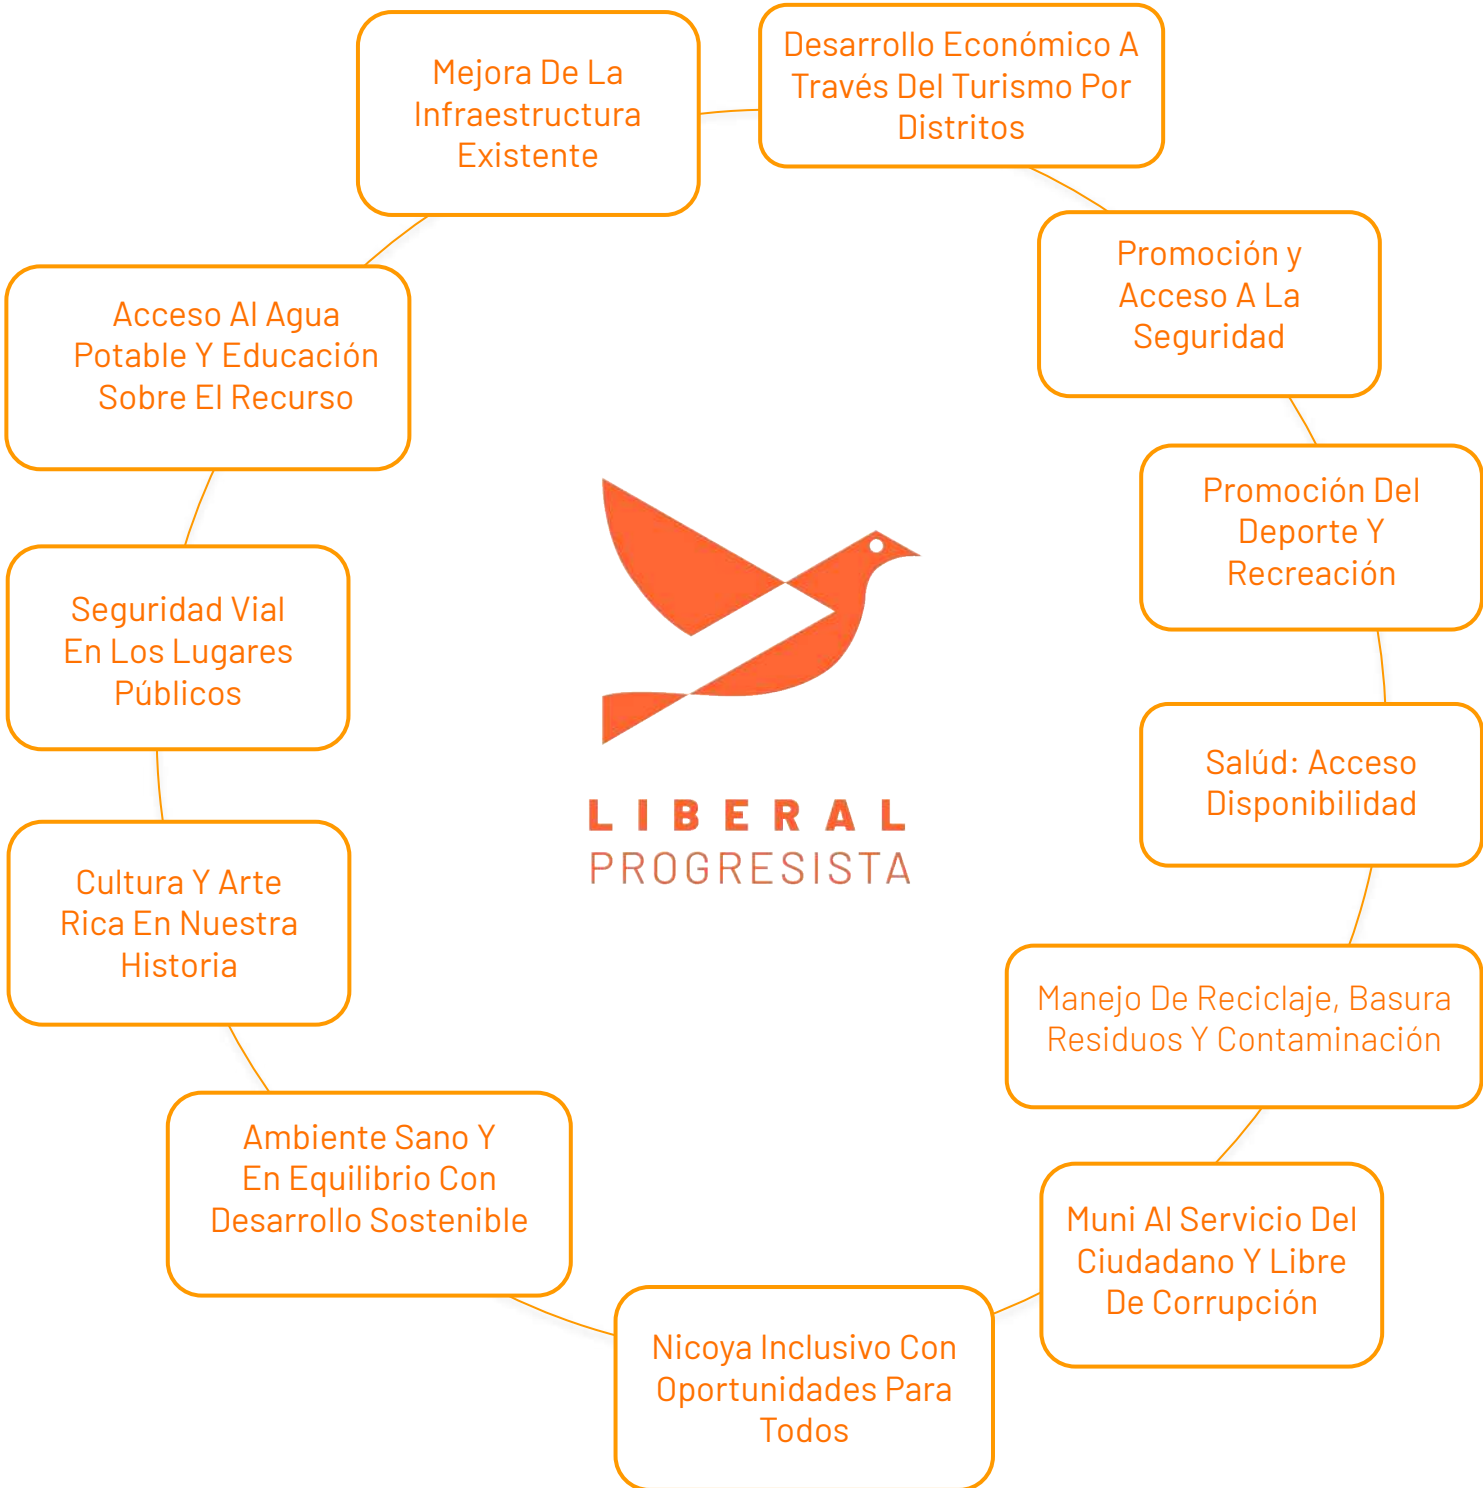 Desarrollo Económico A
Través Del Turismo Por
Distritos
Promoción y
Acceso A La
Seguridad
Promoción Del
Deporte Y
Recreación
Salúd: Acceso
Disponibilidad
Manejo De Reciclaje, Basura
Residuos Y Contaminación
Muni Al Servicio Del
Ciudadano Y Libre
De Corrupción
Nicoya Inclusivo Con
Oportunidades Para
Todos
Ambiente Sano Y
En Equilibrio Con
Desarrollo Sostenible
Cultura Y Arte
Rica En Nuestra
Historia
Seguridad Vial
En Los Lugares
Públicos
Acceso Al Agua
Potable Y Educación
Sobre El Recurso
Mejora De La
Infraestructura
Existente
LIBERAL
PROGRESISTA